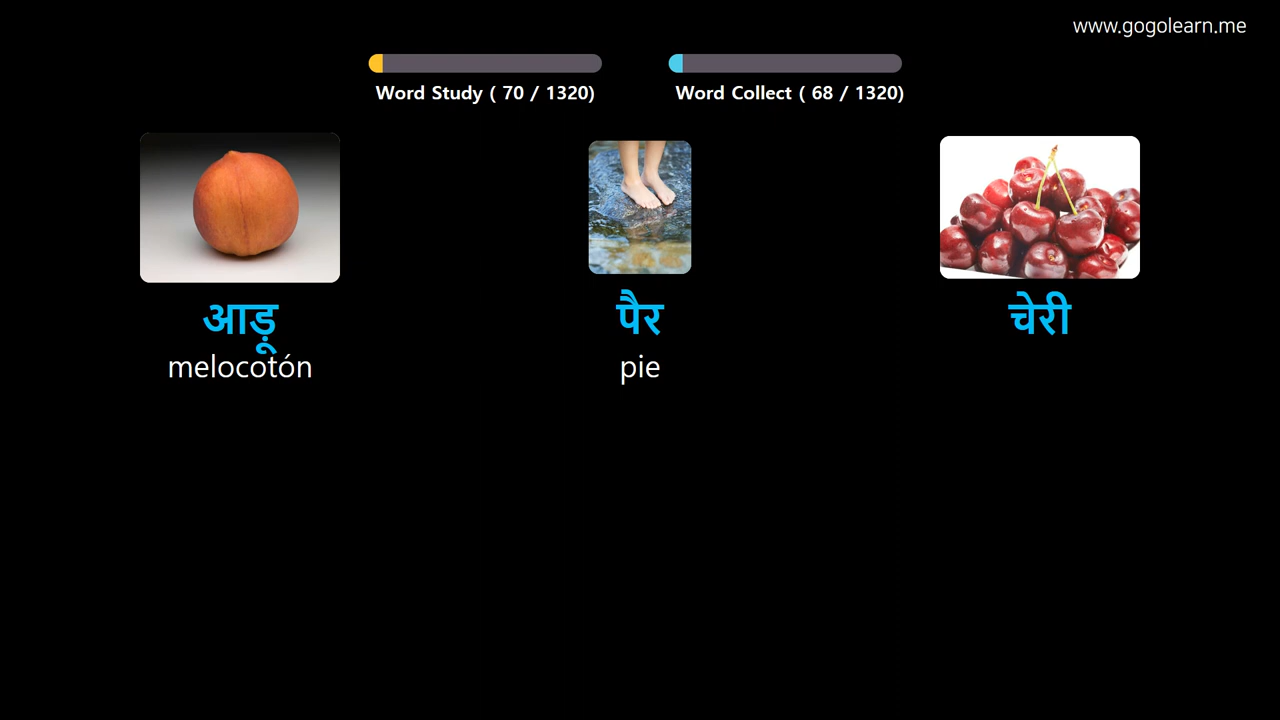 www.gogolearn.me
Word Study ( 70 / 1320)
Word Collect ( 68 / 1320)
आड़ू
पैर
चेरी
melocotón
pie